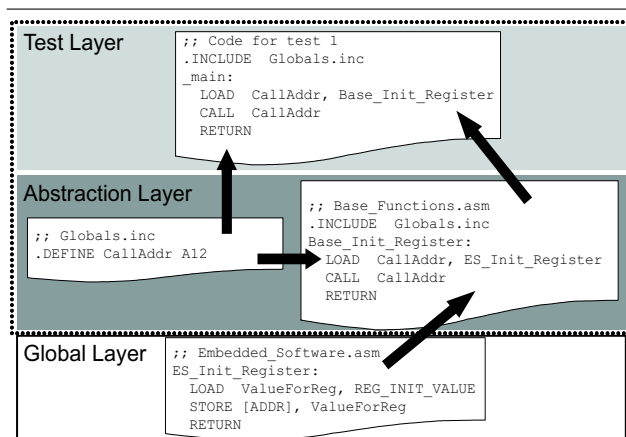 Test Layer
;; Code for test 1
.INCLUDE  Globals.inc
_main:
LOAD  CallAddr, Base_Init_Register
CALL  CallAddr
RETURN
Abstraction Layer
;; Globals.inc
.DEFINE CallAddr A12
;; Base_Functions.asm
.INCLUDE  Globals.inc
Base_Init_Register:
LOAD  CallAddr, ES_Init_Register
CALL  CallAddr
RETURN
Global Layer
;; Embedded_Software.asm
ES_Init_Register:
LOAD  ValueForReg, REG_INIT_VALUE
STORE [ADDR], ValueForReg
RETURN